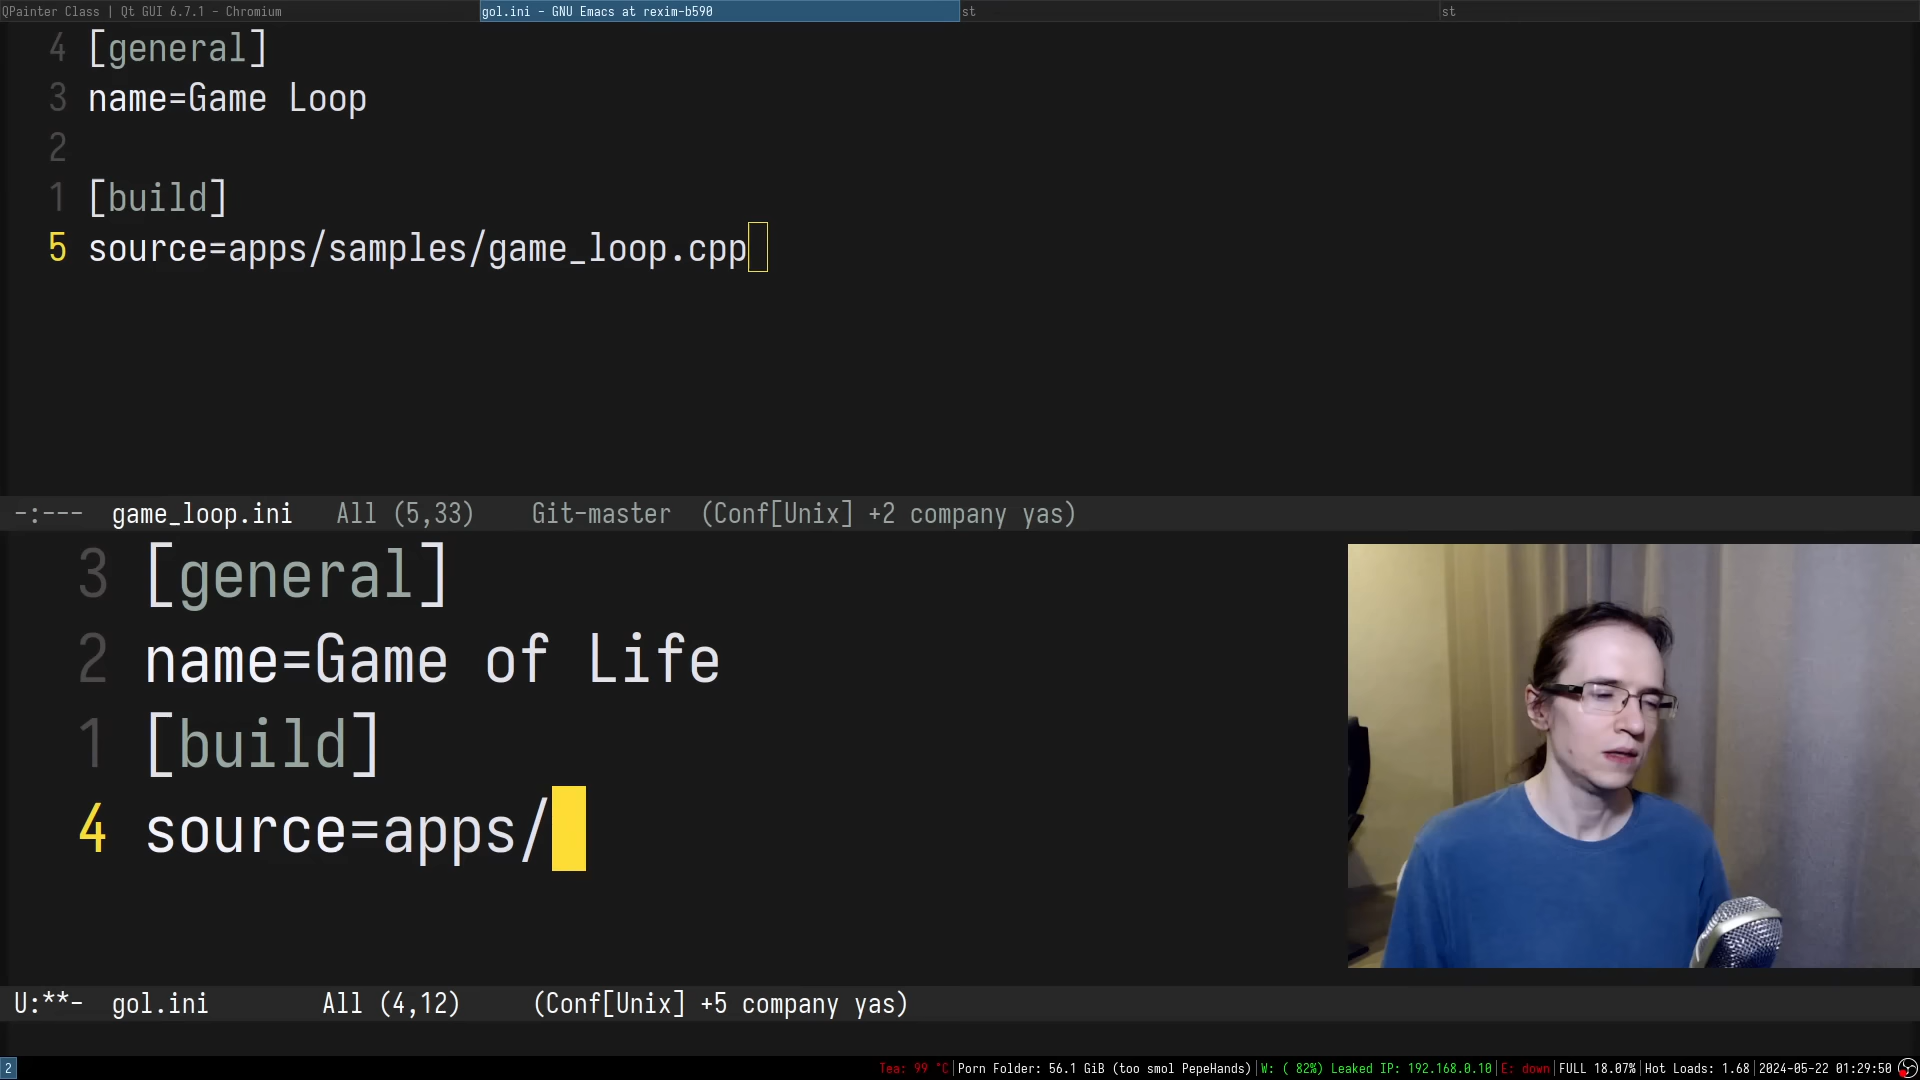 QPainter Class | Qt GUI 6.7.1 - Chromium
gol.ini - GNU Emacs at rexim-b590
st
st
4 [general]
3 name=Game Loop
2
1 [build]
5 source=apps/samples/game_loop.cpp
-:--- game_loop.ini All (5,33) Git-master (Conf[Unix] +2 company yas)
3 [general]
2 name=Game of Life
1 [build]
4 source=apps/
U:**- gol.ini All (4,12) (Conf[Unix] +5 company yas)
2
Tea: 99 °C|Porn Folder: 56.1 GiB (too smol PepeHands)|W: ( 82%) Leaked IP: 192.168.0.10|E: down|FULL 18.07%|Hot Loads: 1.68|2024-05-22 01:29:50